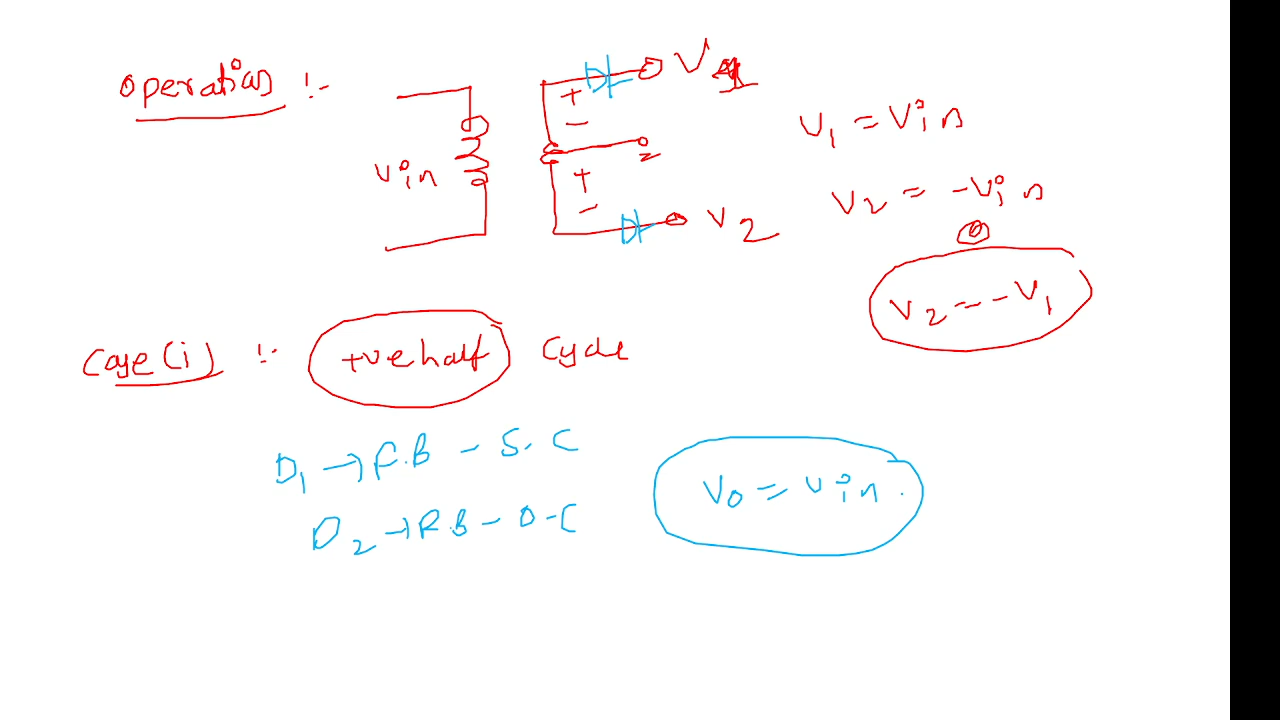 Operation :-
V1
+
-
Vin
N
+
-
V2
V1 = Vin
V2 = -Vin
V2 = -V1
Case(i) :- +ve half cycle
D1 → F.B - S.C
D2 → R.B - O-C
V0 = Vin.